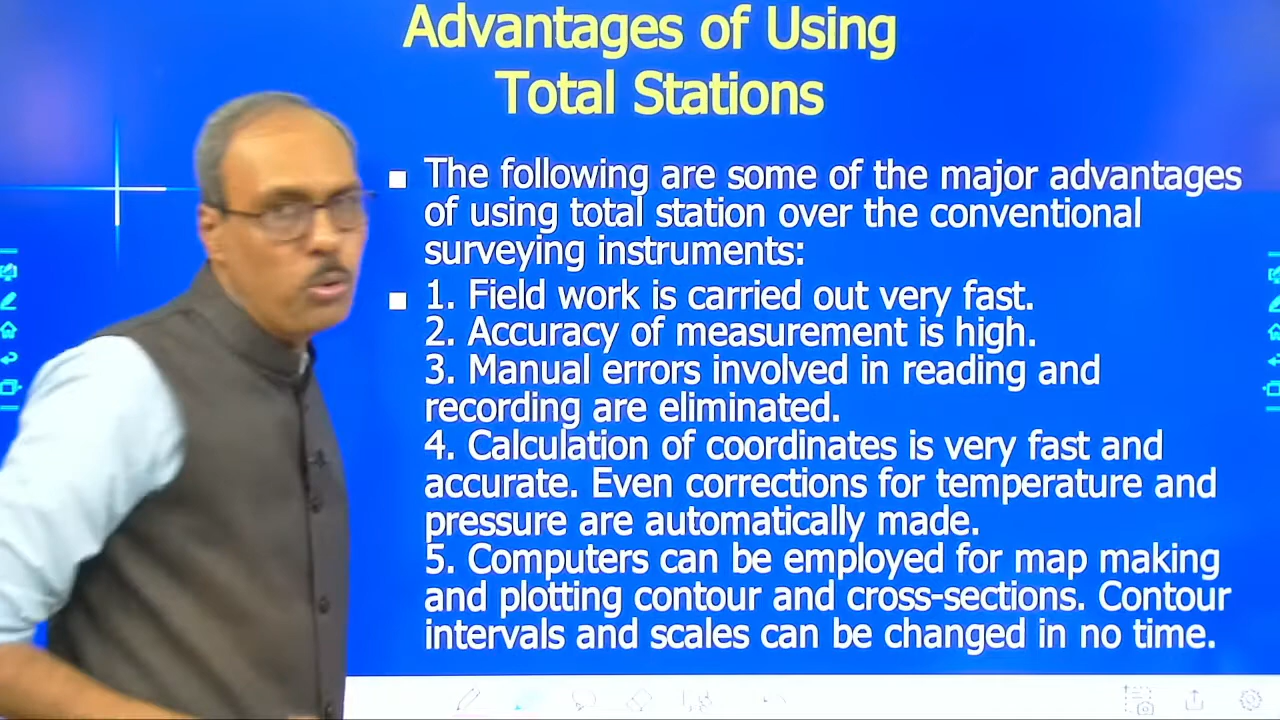 Advantages of Using
Total Stations
The following are some of the major advantages
of using total station over the conventional
surveying instruments:
1. Field work is carried out very fast.
2. Accuracy of measurement is high.
3. Manual errors involved in reading and
recording are eliminated.
4. Calculation of coordinates is very fast and
accurate. Even corrections for temperature and
pressure are automatically made.
5. Computers can be employed for map making
and plotting contour and cross-sections. Contour
intervals and scales can be changed in no time.